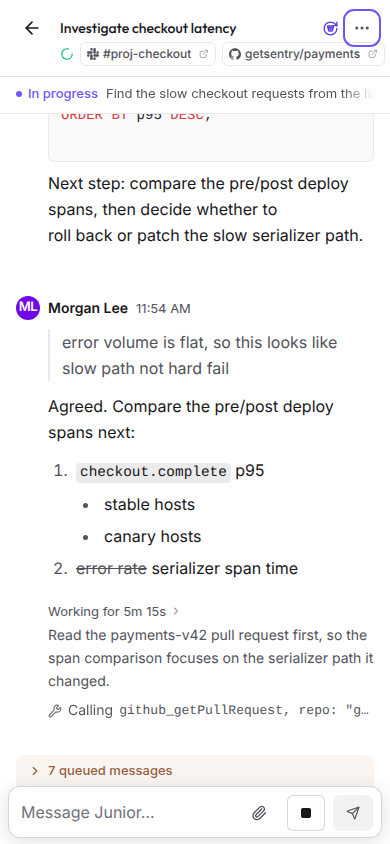 Investigate checkout latency
#proj-checkout
getsentry/payments
In progress Find the slow checkout requests from the la
ORDER BY p95 DESC;
Next step: compare the pre/post deploy
spans, then decide whether to
roll back or patch the slow serializer path.
ML Morgan Lee 11:54 AM
error volume is flat, so this looks like
slow path not hard fail
Agreed. Compare the pre/post deploy
spans next:
1. checkout.complete p95
• stable hosts
• canary hosts
2. error rate serializer span time
Working for 5m 15s
Read the payments-v42 pull request first, so the
span comparison focuses on the serializer path it
changed.
Calling github_getPullRequest, repo: "g…
7 queued messages
Message Junior...